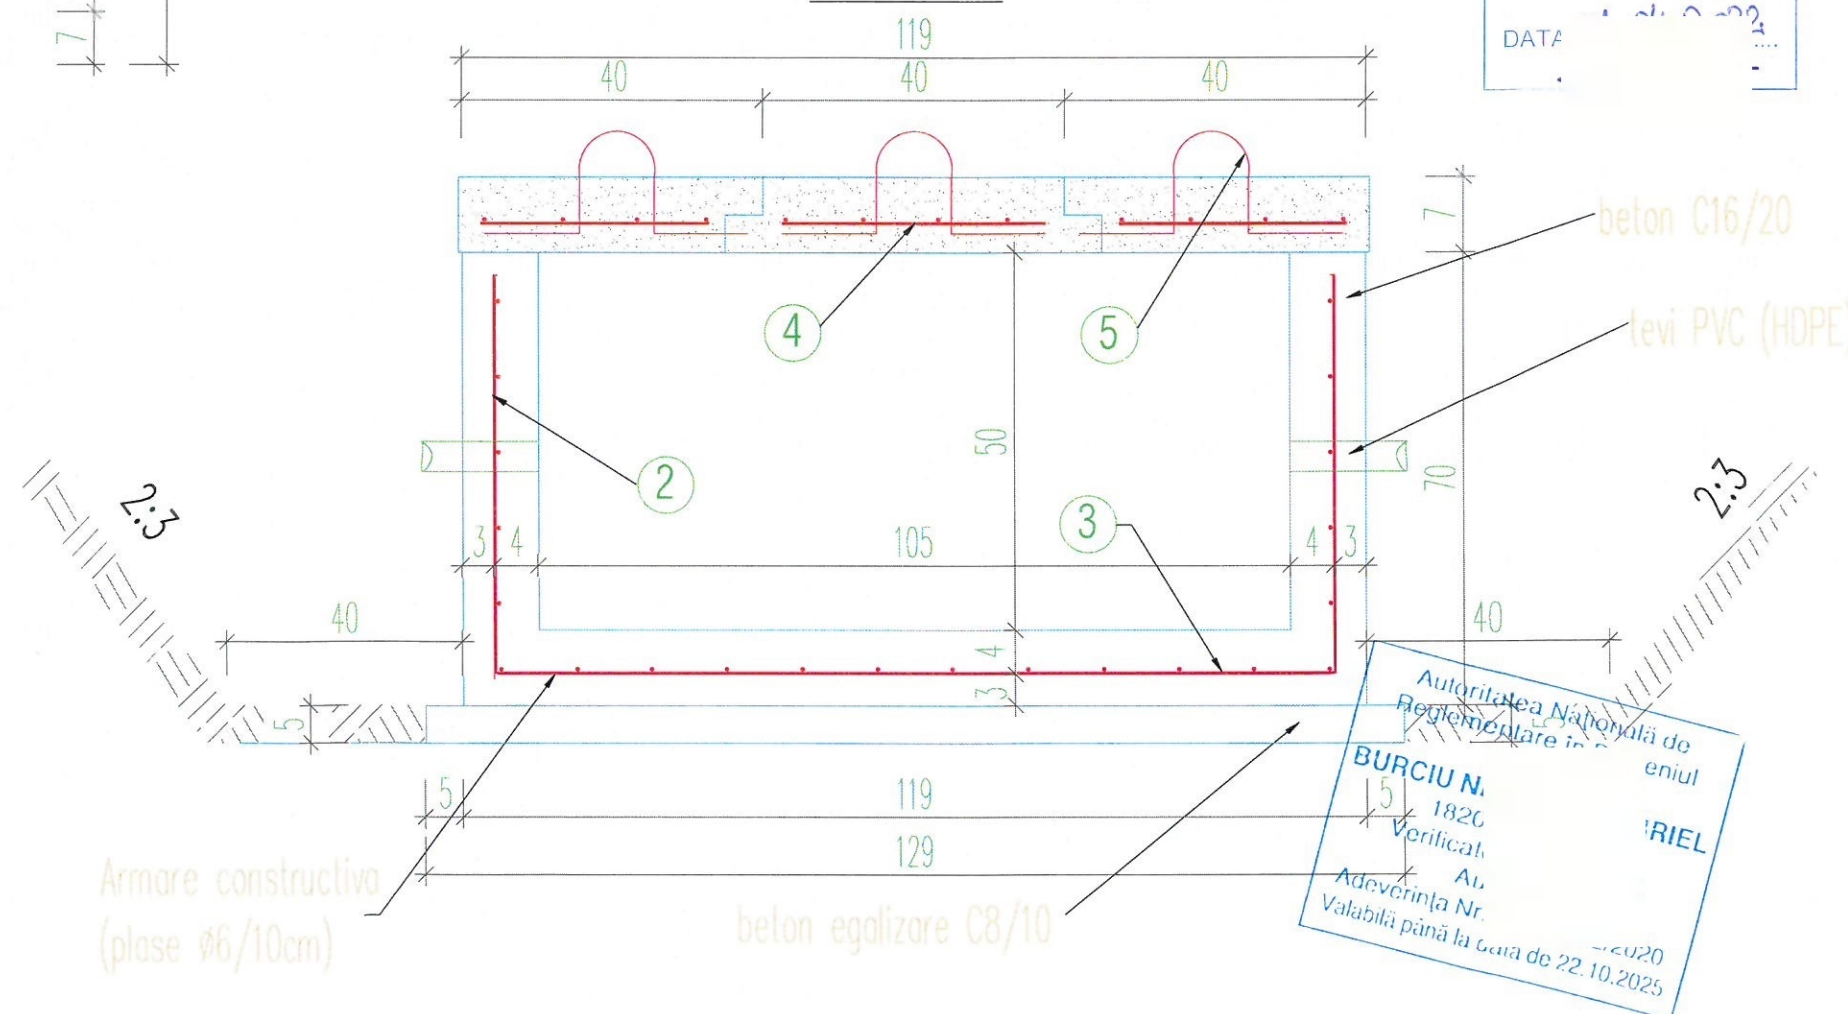 7
119
40 40 40
DATA
7
beton C16/20
4
5
tevi PVC (HDPE)
2:3
2
50
70
2:3
3 4 105 4 3
3
40
40
4
3
5
5
5 119 5
129
Armare constructiva
(plase Ø6/10cm)
beton egalizare C8/10
Autoritatea Națională de
Reglementare în
eniul
BURCIU
RIEL
1820
Adeverința Nr.
2020
Valabilă până la data de 22.10.2025